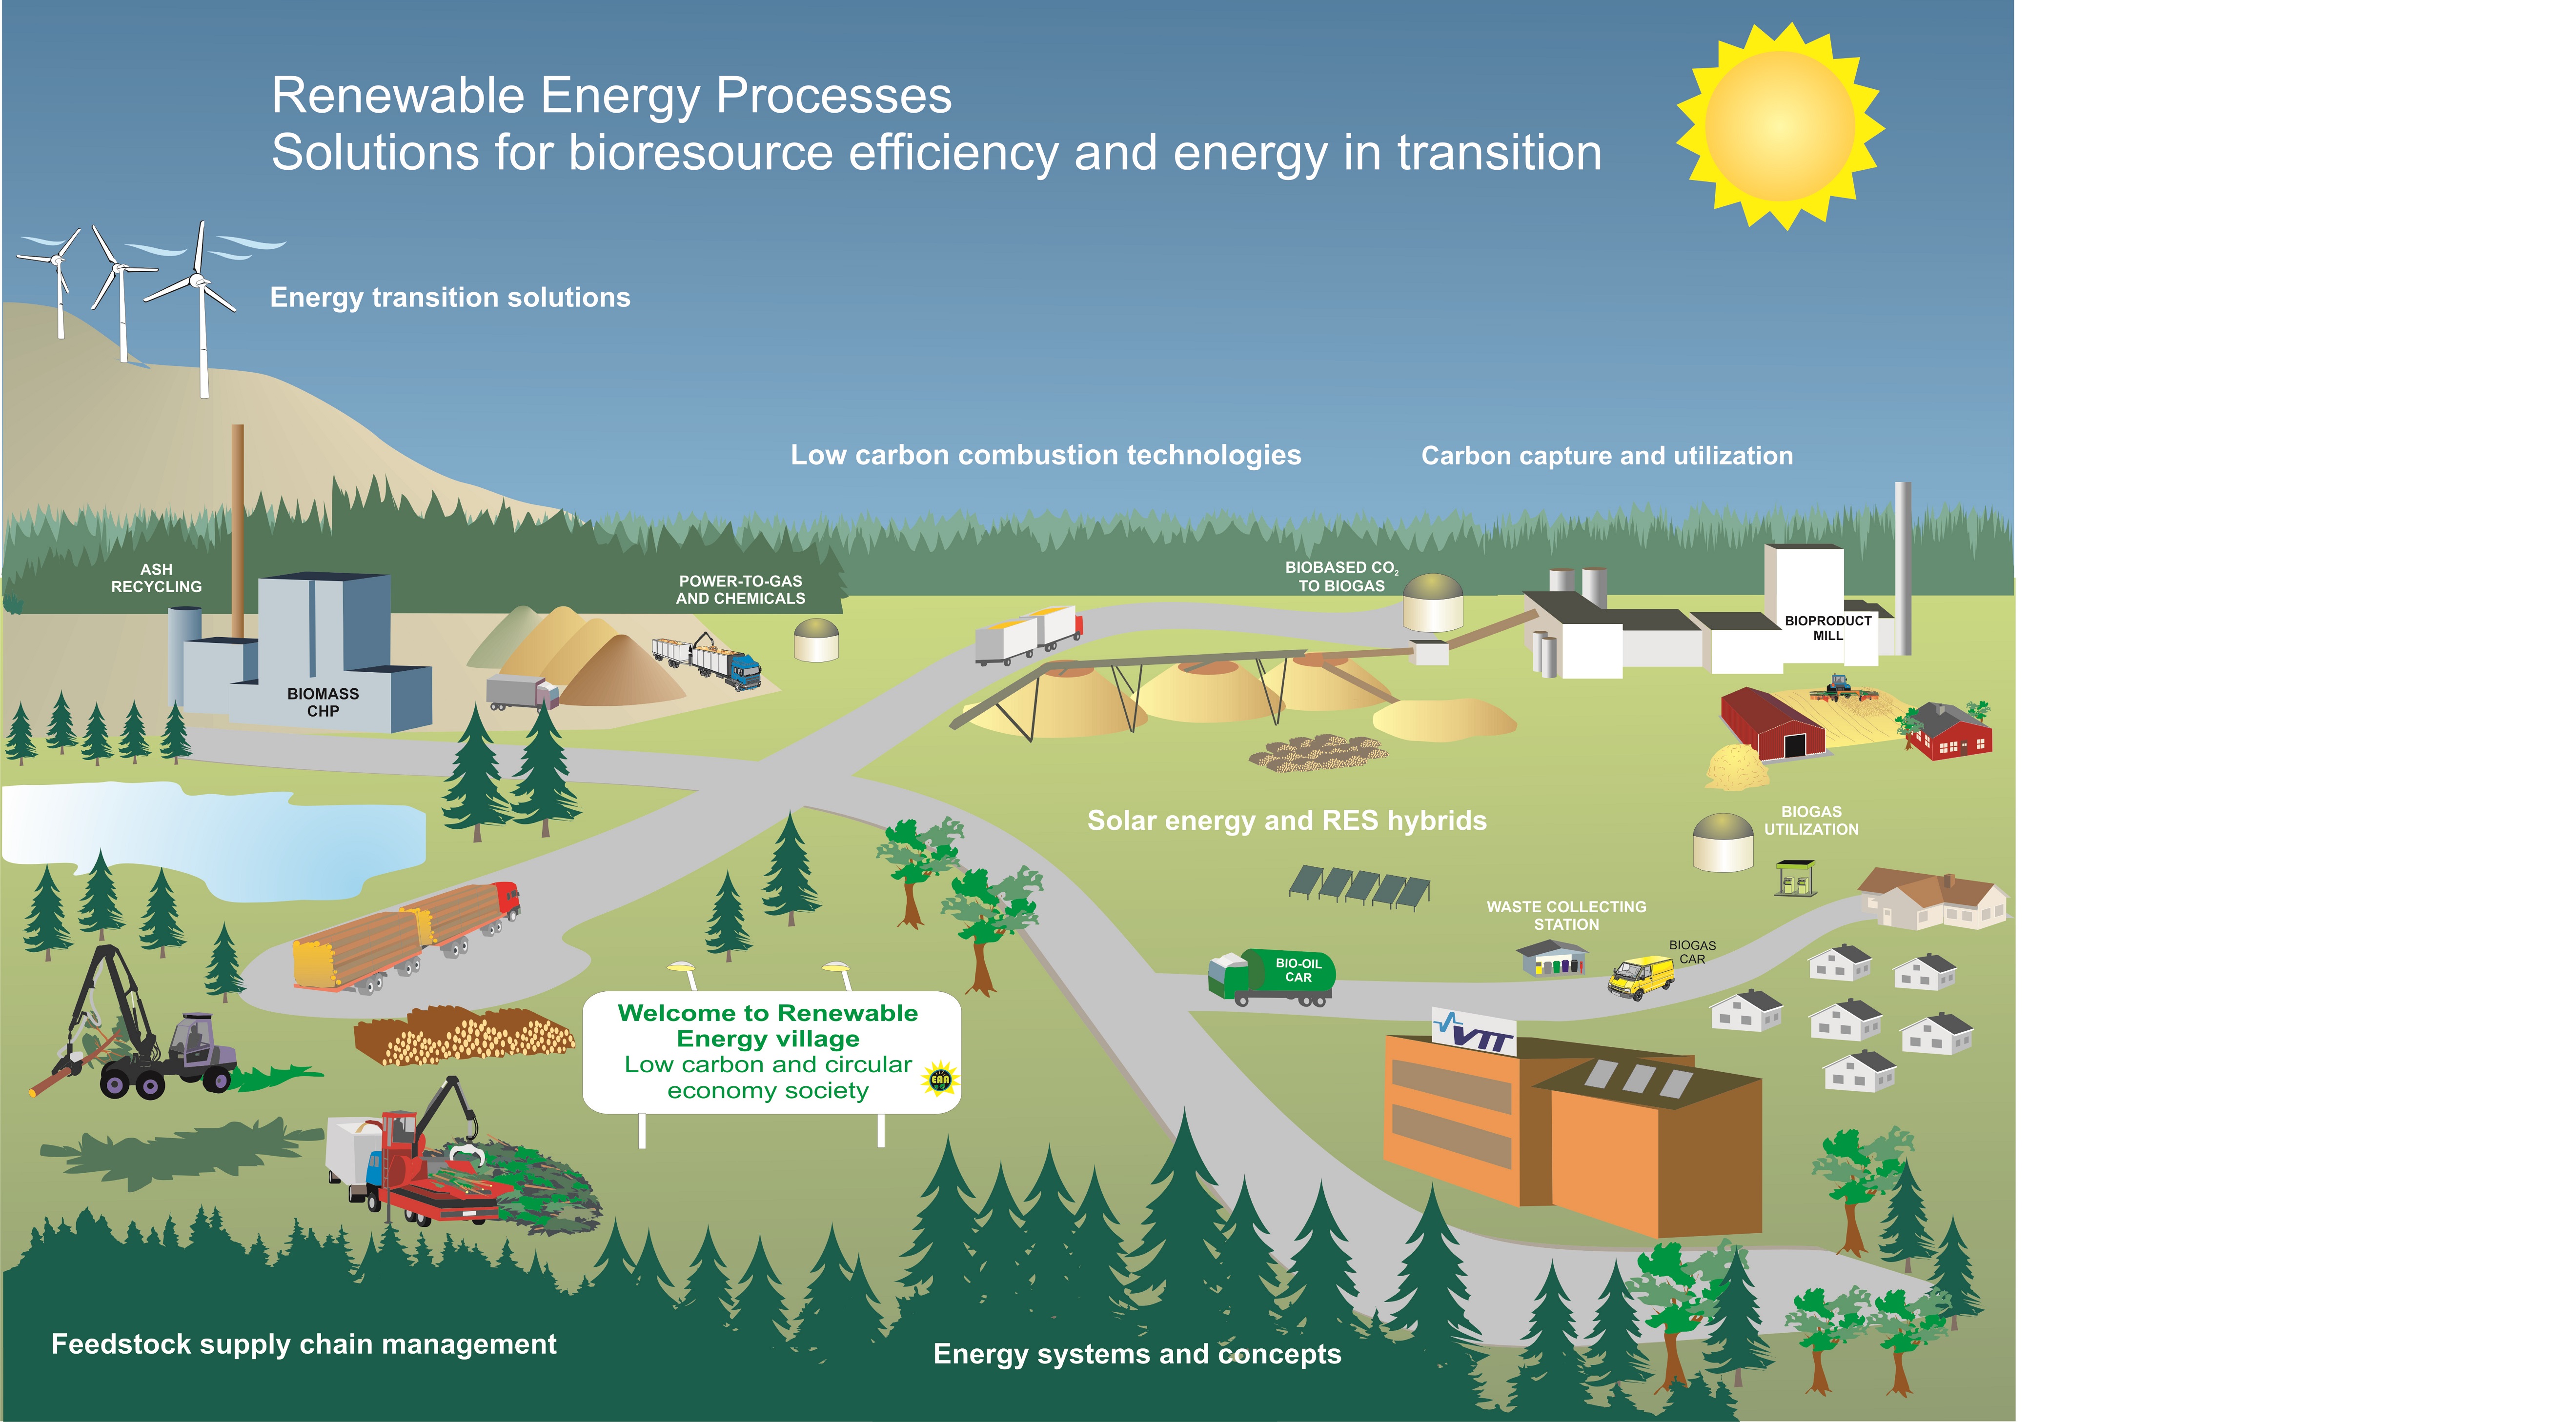 Renewable Energy Processes
Solutions for bioresource efficiency and energy in transition
Energy transition solutions
Low carbon combustion technologies
Carbon capture and utilization
ASH
RECYCLING
POWER-TO-GAS
AND CHEMICALS
BIOBASED CO₂
TO BIOGAS
BIOPRODUCT
MILL
BIOMASS
CHP
Solar energy and RES hybrids
BIOGAS
UTILIZATION
WASTE COLLECTING
STATION
BIOGAS
CAR
BIO-OIL
CAR
Welcome to Renewable
Energy village
Low carbon and circular
economy society
EAA
VTT
Feedstock supply chain management
Energy systems and concepts